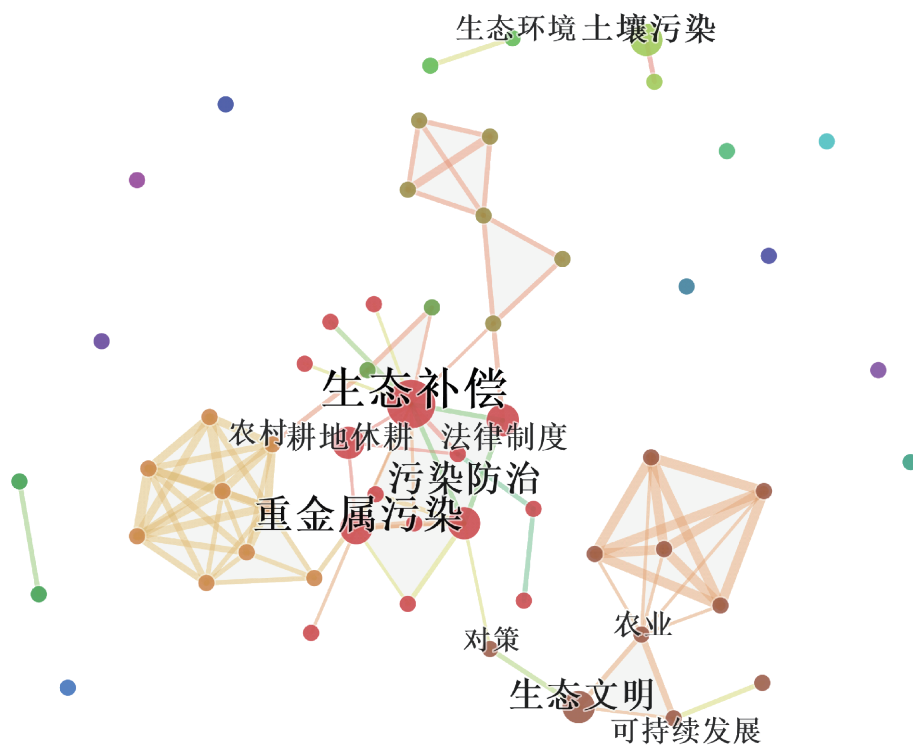 生态环境
土壤污染
生态补偿
农村
耕地休耕
法律制度
污染防治
重金属污染
对策
农业
生态文明
可持续发展